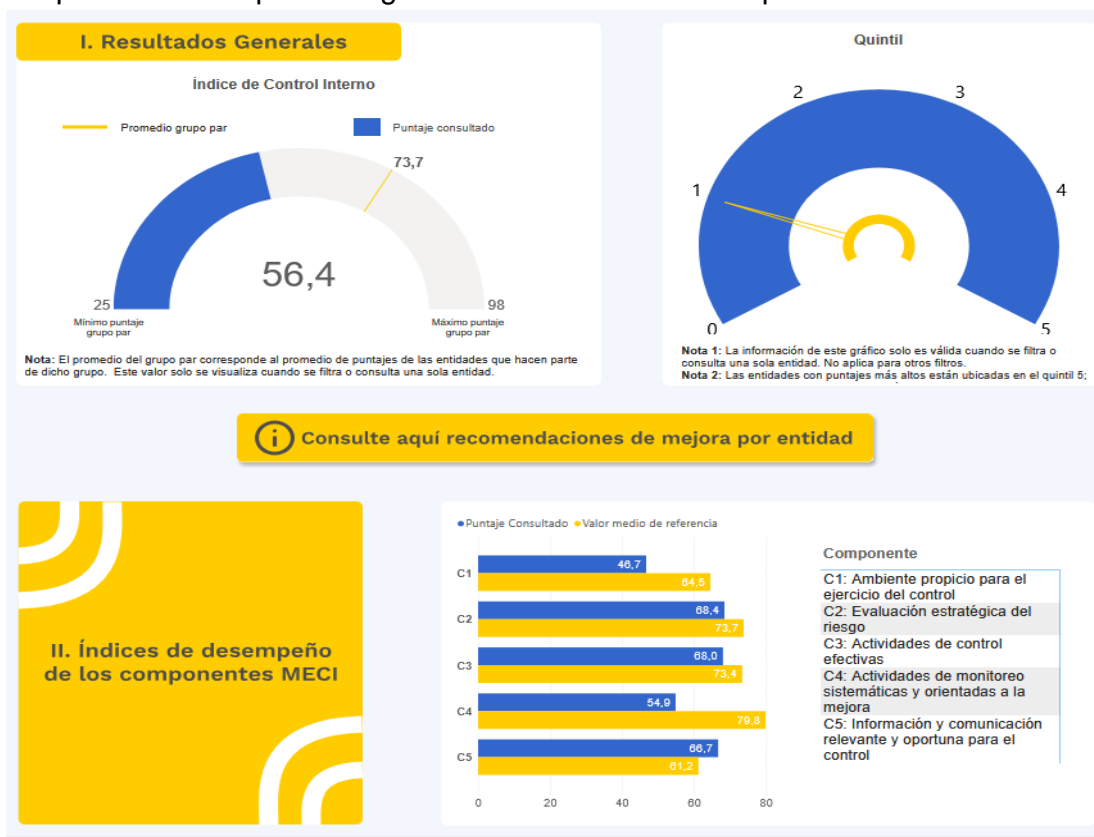 I. Resultados Generales
Índice de Control Interno
Promedio grupo par
Puntaje consultado
73,7
56,4
25
Mínimo puntaje
grupo par
98
Máximo puntaje
grupo par
Nota: El promedio del grupo par corresponde al promedio de puntajes de las entidades que hacen parte
de dicho grupo. Este valor solo se visualiza cuando se filtra o consulta una sola entidad.
Quintil
0
1
2
3
4
5
Nota 1: La información de este gráfico solo es válida cuando se filtra o
consulta una sola entidad. No aplica para otros filtros.
Nota 2: Las entidades con puntajes más altos están ubicadas en el quintil 5;
i Consulte aquí recomendaciones de mejora por entidad
II. Índices de desempeño
de los componentes MECI
Puntaje Consultado Valor medio de referencia
C1 46,7
64,5
C2 68,4
73,7
C3 68,0
73,4
C4 54,9
79,8
C5 66,7
61,2
0 20 40 60 80
Componente
C1: Ambiente propicio para el
ejercicio del control
C2: Evaluación estratégica del
riesgo
C3: Actividades de control
efectivas
C4: Actividades de monitoreo
sistemáticas y orientadas a la
mejora
C5: Información y comunicación
relevante y oportuna para el
control